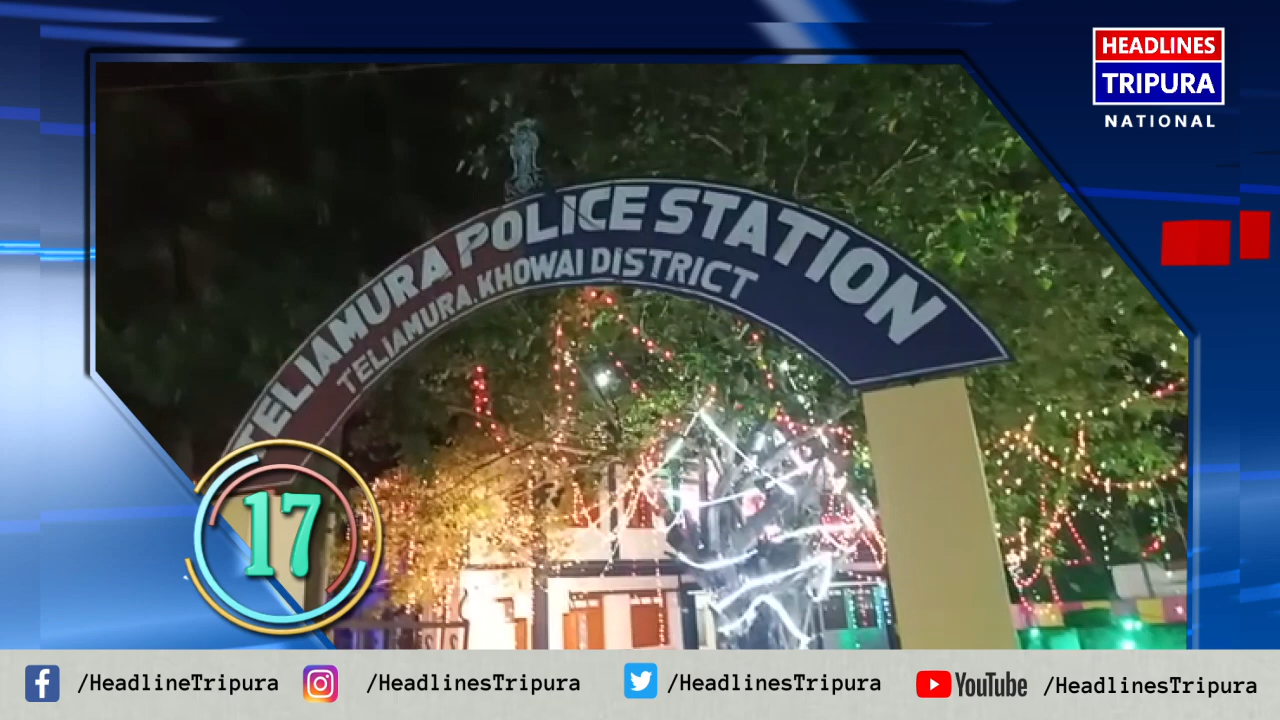 HEADLINES
TRIPURA
NATIONAL
TELIAMURA POLICE STATION
TELIAMURA. KHOWAI DISTRICT
17
/HeadlineTripura
/HeadlinesTripura
/HeadlinesTripura
YouTube /HeadlinesTripura